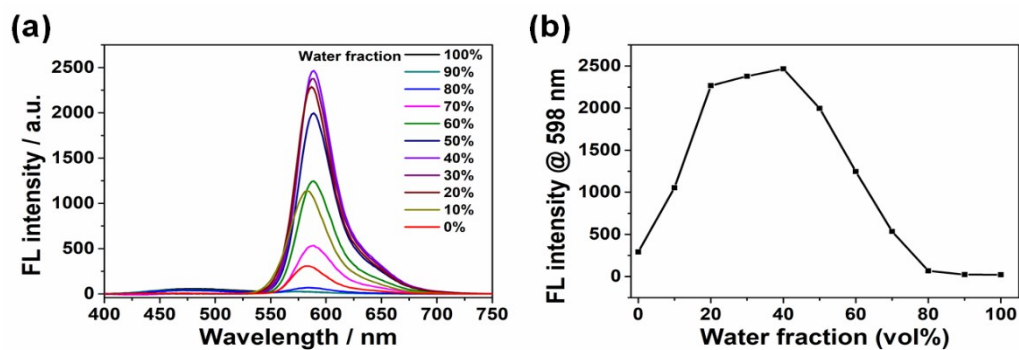 (a)
FL intensity / a.u.
2500
2000
1500
1000
500
0
400 450 500 550 600 650 700 750
Wavelength / nm
Water fraction
100%
90%
80%
70%
60%
50%
40%
30%
20%
10%
0%
(b)
FL intensity @ 598 nm
2500
2000
1500
1000
500
0
0 20 40 60 80 100
Water fraction (vol%)